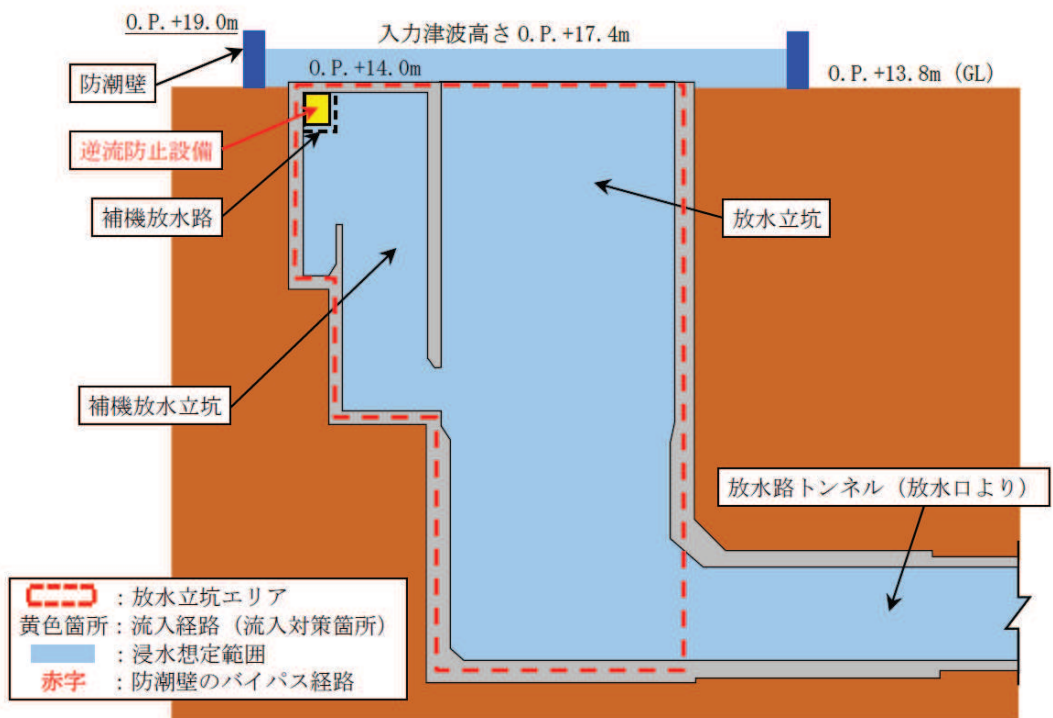 O.P.+19.0m
入力津波高さ O.P.+17.4m
防潮壁
O.P.+14.0m
O.P.+13.8m (GL)
逆流防止設備
補機放水路
放水立坑
補機放水立坑
放水路トンネル（放水口より）
：放水立坑エリア
黄色箇所：流入経路（流入対策箇所）
：浸水想定範囲
赤字：防潮壁のバイパス経路